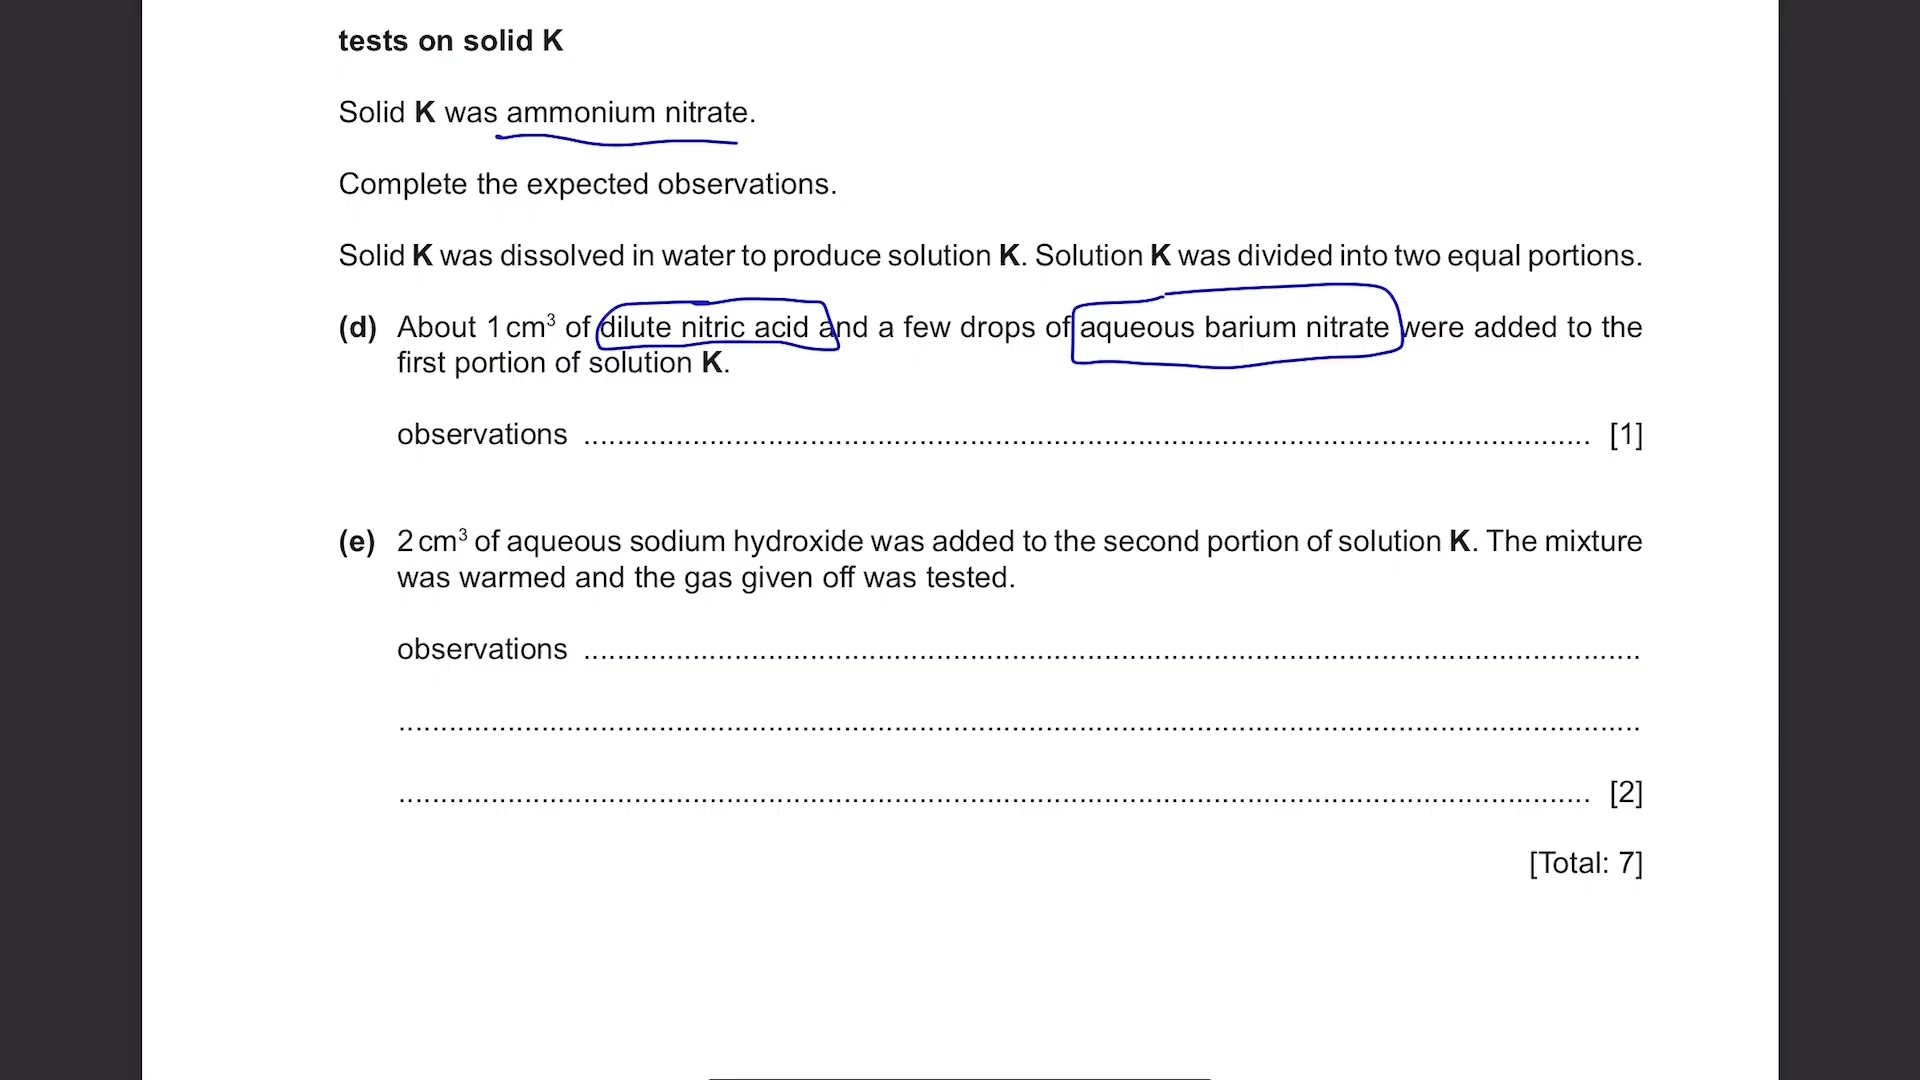 tests on solid K
Solid K was ammonium nitrate.
Complete the expected observations.
Solid K was dissolved in water to produce solution K. Solution K was divided into two equal portions.
(d) About 1 cm³ of dilute nitric acid and a few drops of aqueous barium nitrate were added to the
first portion of solution K.
observations .......................................................................................................................... [1]
(e) 2 cm³ of aqueous sodium hydroxide was added to the second portion of solution K. The mixture
was warmed and the gas given off was tested.
observations ................................................................................................................................
......................................................................................................................................................
................................................................................................................................................ [2]
[Total: 7]